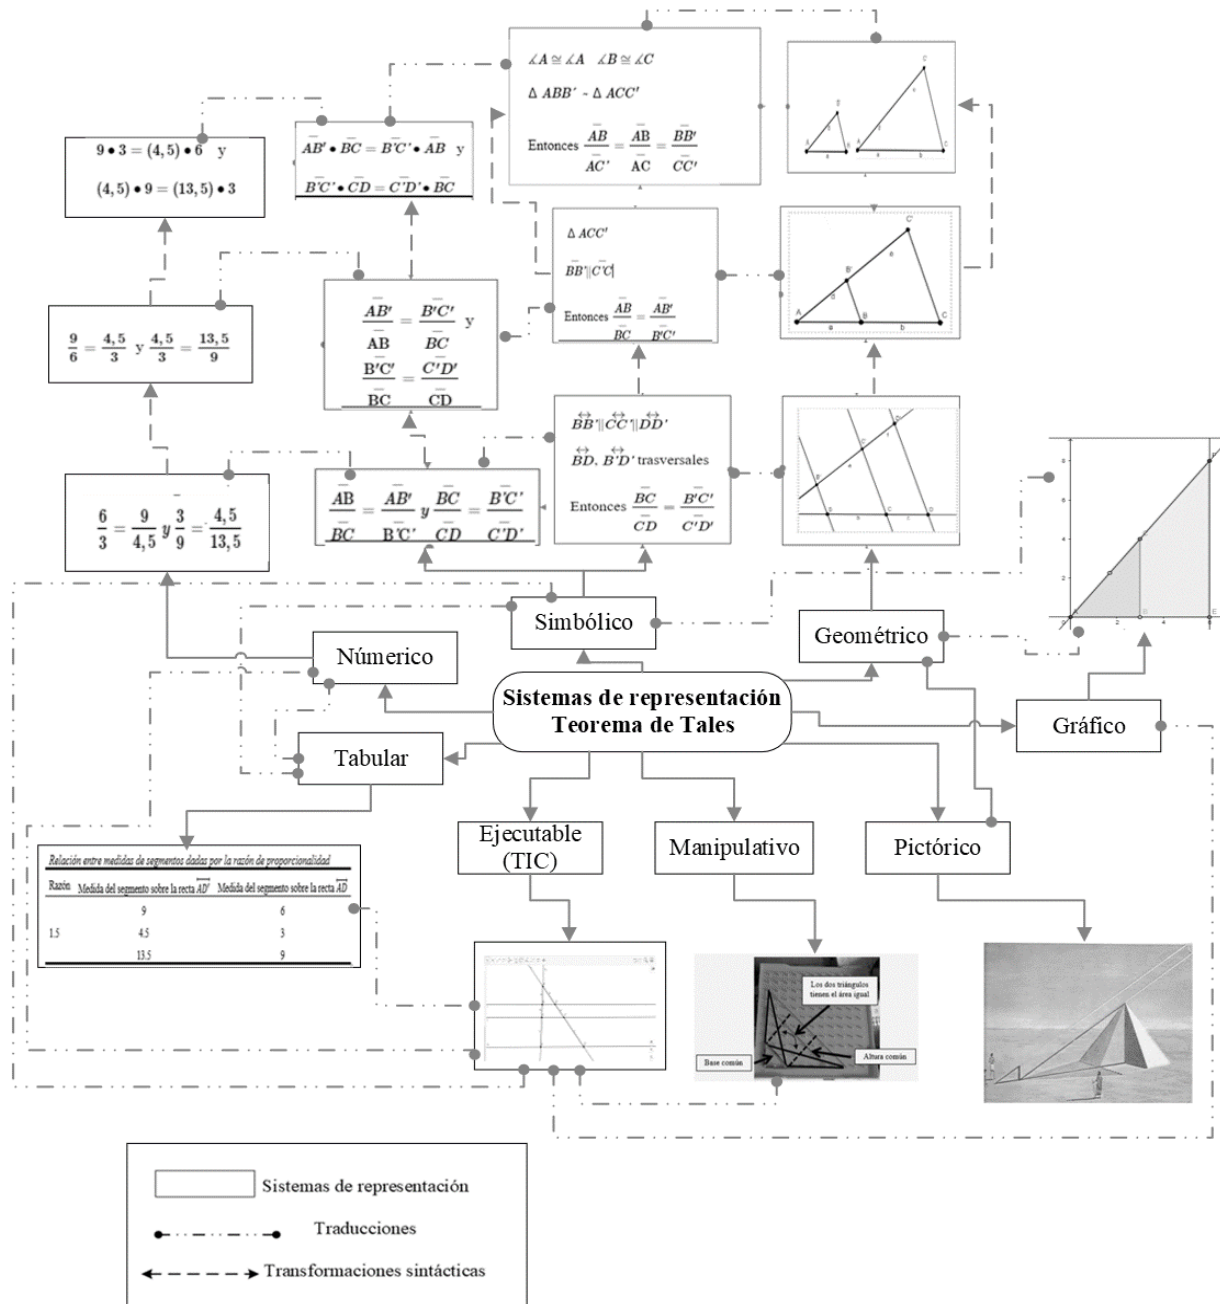 ∡A ≅ ∡A ∡B ≅ ∡C
Δ ABB' ~ Δ ACC'
Entonces AB/AC' = AB/AC = BB'/CC'
9 • 3 = (4, 5) • 6 y
(4, 5) • 9 = (13, 5) • 3
AB' • BC = B'C' • AB y
B'C' • CD = C'D' • BC
Δ ACC'
BB'||C'C|
Entonces AB/BC = AB'/B'C'
9/6 = 4,5/3 y 4,5/3 = 13,5/9
AB'/AB = B'C'/BC y
B'C'/BC = C'D'/CD
BB'||CC'||DD'
BD. B'D' trasversales
Entonces BC/CD = B'C'/C'D'
6/3 = 9/4,5 y 3/9 = 4,5/13,5
AB/BC = AB'/B'C' y BC/CD = B'C'/C'D'
Simbólico
Geométrico
Númerico
Sistemas de representación
Teorema de Tales
Gráfico
Tabular
Ejecutable
(TIC)
Manipulativo
Pictórico
Relación entre medidas de segmentos dadas por la razón de proporcionalidad
Razón Medida del segmento sobre la recta AD' Medida del segmento sobre la recta AD
9 6
1.5 4.5 3
13.5 9
Los dos triángulos
tienen el área igual
Base común
Altura común
Sistemas de representación
Traducciones
Transformaciones sintácticas